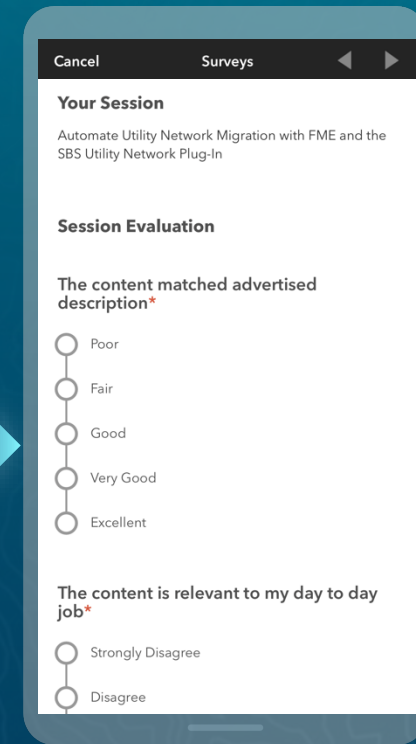 Cancel
Surveys
Your Session
Automate Utility Network Migration with FME and the
SBS Utility Network Plug-In
Session Evaluation
The content matched advertised
description*
Poor
Fair
Good
Very Good
Excellent
The content is relevant to my day to day
job*
Strongly Disagree
Disagree